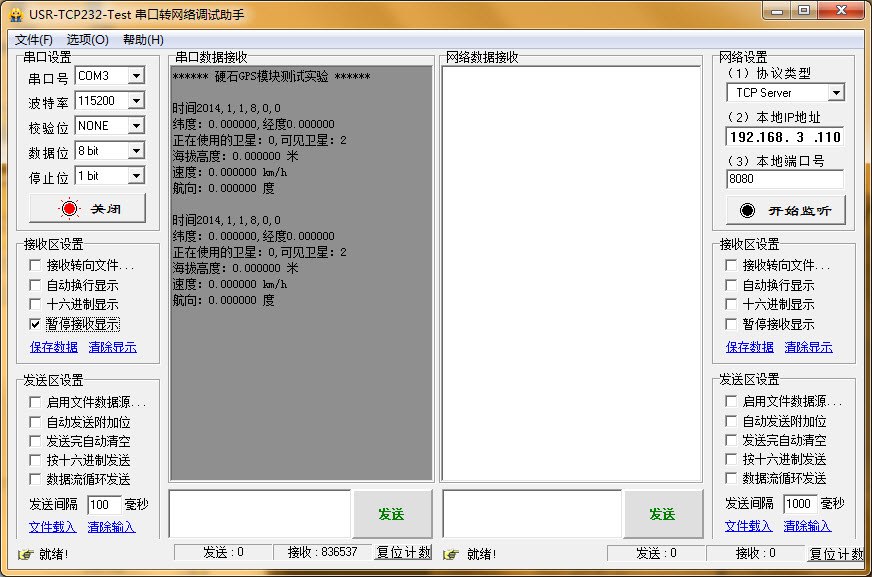 USR-TCP232-Test 串口转网络调试助手
文件(F) 选项(O) 帮助(H)
串口设置
串口号 COM3
波特率 115200
校验位 NONE
数据位 8 bit
停止位 1 bit
关闭
接收区设置
接收转向文件...
自动换行显示
十六进制显示
暂停接收显示
保存数据 清除显示
发送区设置
启用文件数据源...
自动发送附加位
发送完自动清空
按十六进制发送
数据流循环发送
发送间隔 100 毫秒
文件载入 清除输入
就绪!
串口数据接收
****** 硬石GPS模块测试实验 ******
时间2014,1,1,8,0,0
纬度: 0.000000,经度0.000000
正在使用的卫星: 0,可见卫星: 2
海拔高度: 0.000000 米
速度: 0.000000 km/h
航向: 0.000000 度
时间2014,1,1,8,0,0
纬度: 0.000000,经度0.000000
正在使用的卫星: 0,可见卫星: 2
海拔高度: 0.000000 米
速度: 0.000000 km/h
航向: 0.000000 度
发送
发送 : 0 接收 : 836537 复位计数
网络数据接收
发送
就绪!
发送 : 0 接收 : 0 复位计数
网络设置
(1) 协议类型
TCP Server
(2) 本地IP地址
192.168. 3 .110
(3) 本地端口号
8080
开始监听
接收区设置
接收转向文件...
自动换行显示
十六进制显示
暂停接收显示
保存数据 清除显示
发送区设置
启用文件数据源...
自动发送附加位
发送完自动清空
按十六进制发送
数据流循环发送
发送间隔 1000 毫秒
文件载入 清除输入